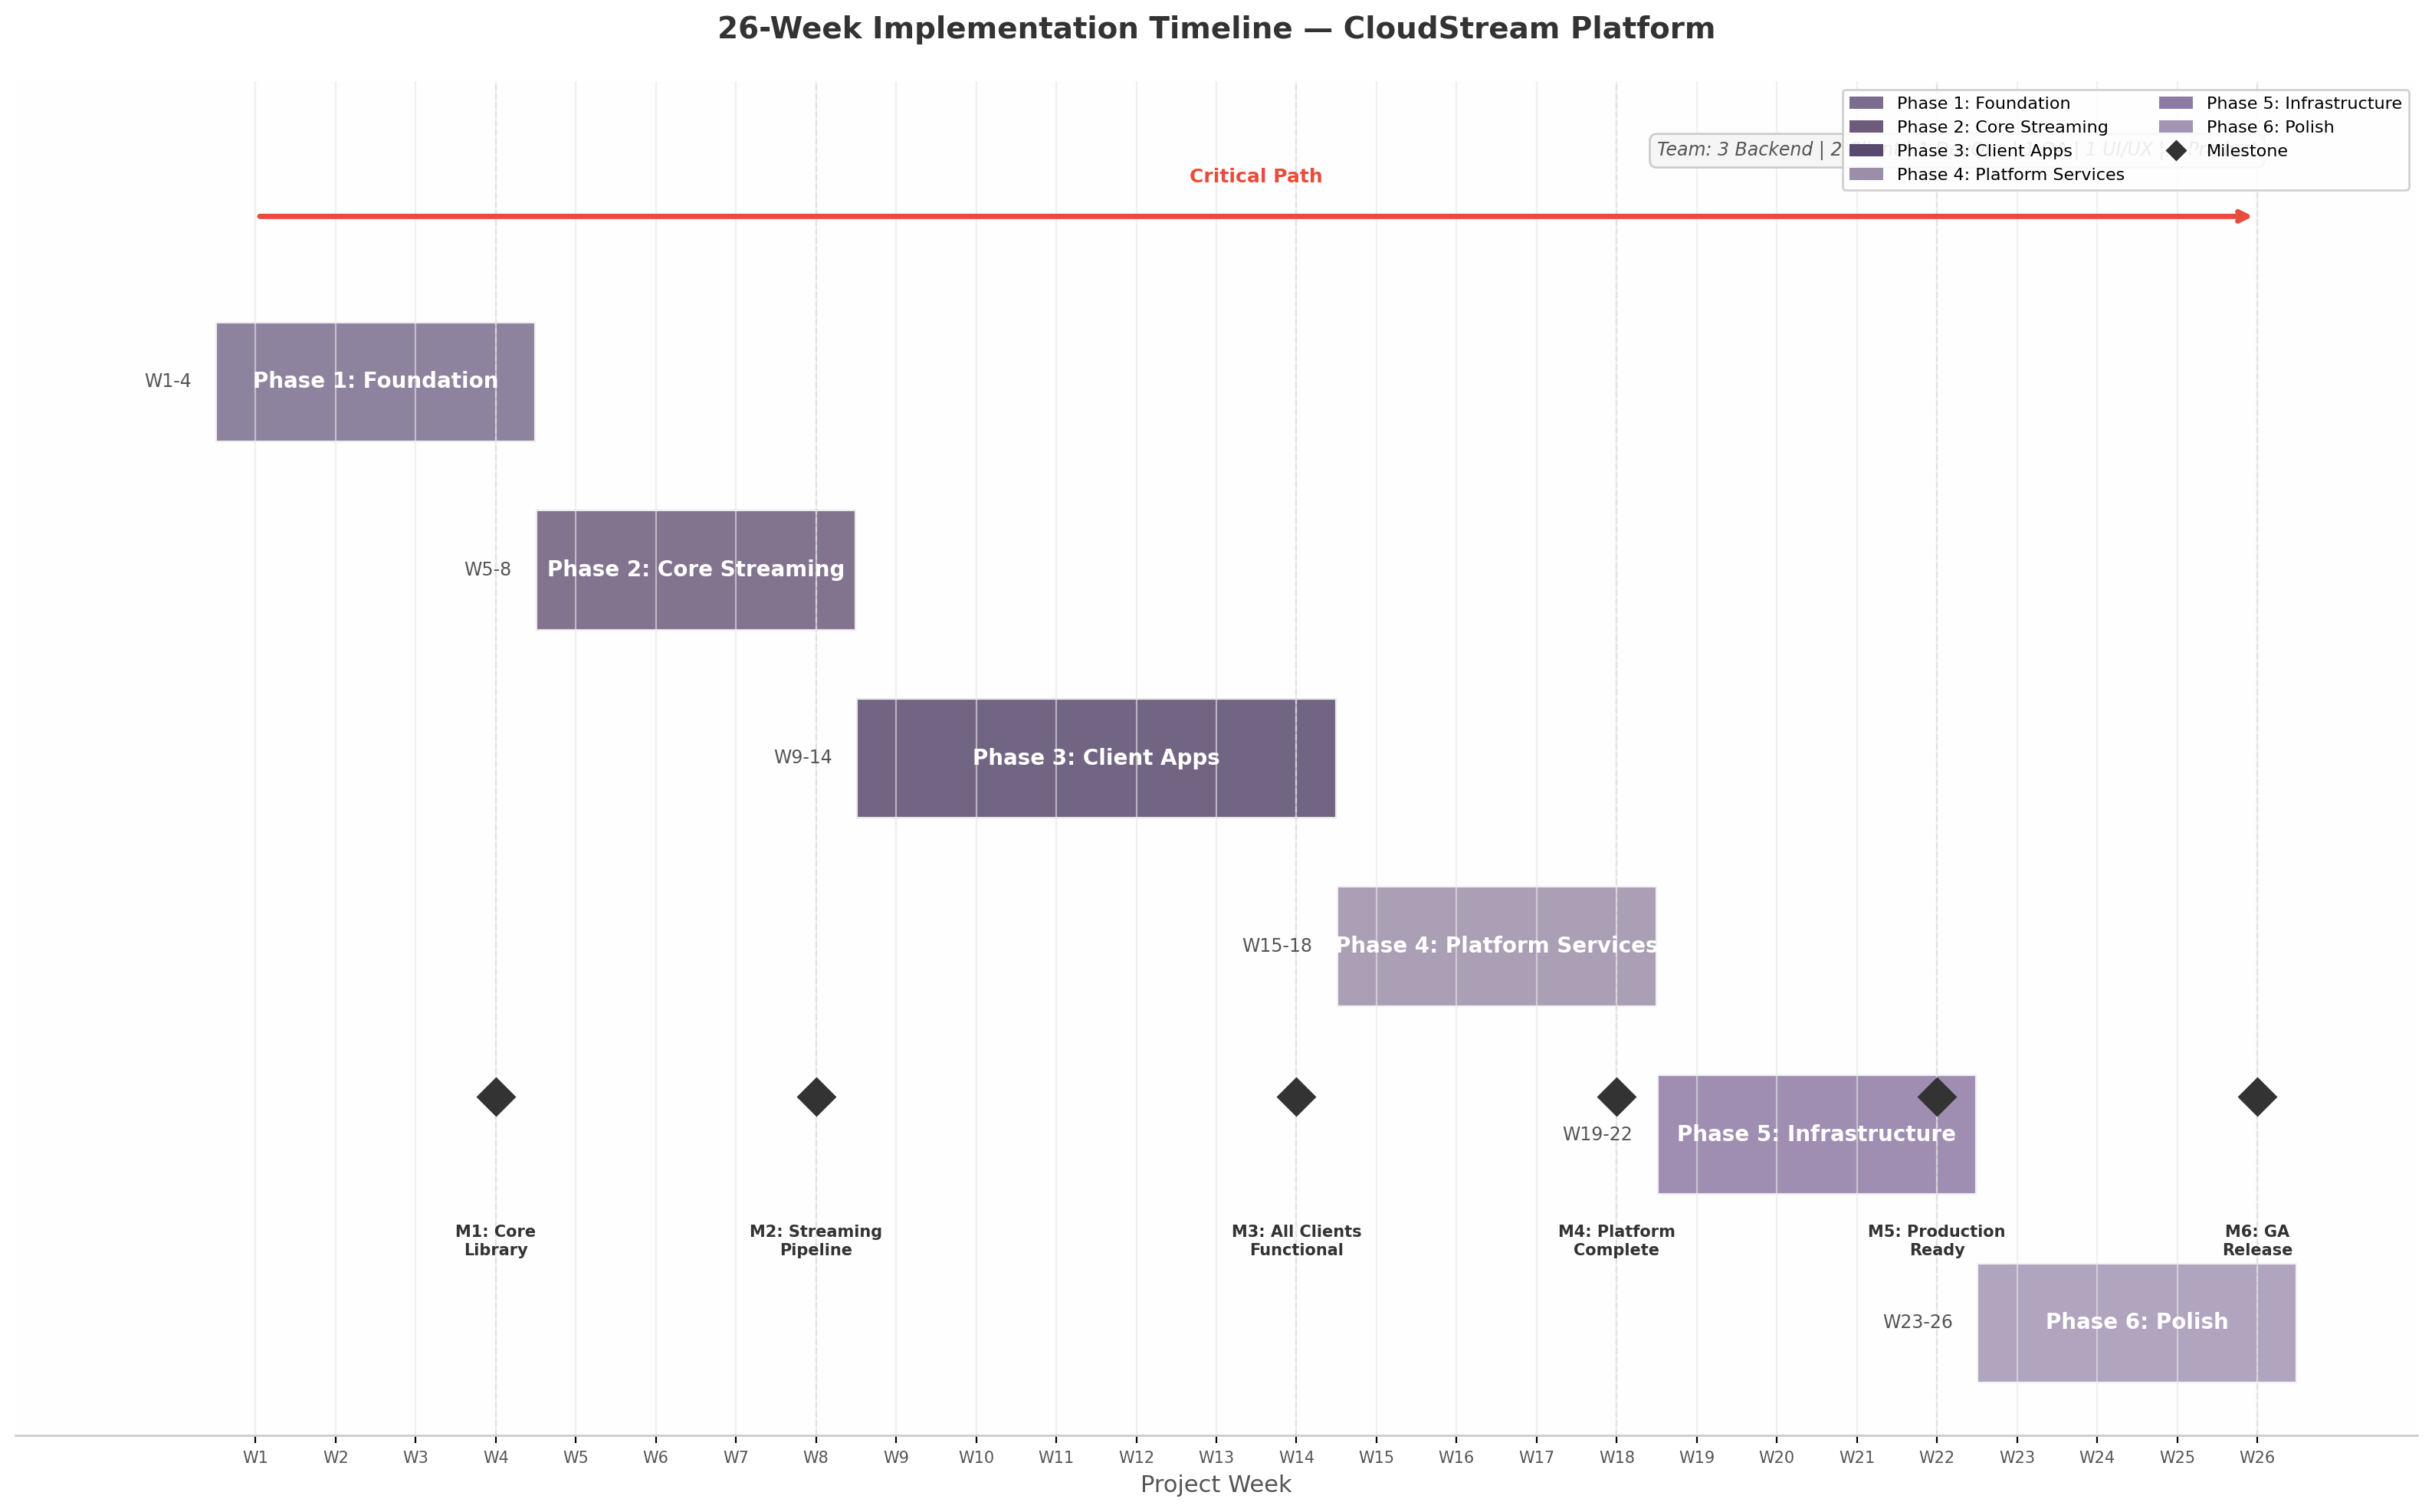 26-Week Implementation Timeline — CloudStream Platform
Phase 1: Foundation
Phase 2: Core Streaming
Phase 3: Client Apps
Phase 4: Platform Services
Phase 5: Infrastructure
Phase 6: Polish
Milestone
Team: 3 Backend | 2 | 1 UI/UX |
Critical Path
W1-4
Phase 1: Foundation
W5-8
Phase 2: Core Streaming
W9-14
Phase 3: Client Apps
W15-18
Phase 4: Platform Services
W19-22
Phase 5: Infrastructure
M1: Core
Library
M2: Streaming
Pipeline
M3: All Clients
Functional
M4: Platform
Complete
M5: Production
Ready
M6: GA
Release
W23-26
Phase 6: Polish
W1 W2 W3 W4 W5 W6 W7 W8 W9 W10 W11 W12 W13 W14 W15 W16 W17 W18 W19 W20 W21 W22 W23 W24 W25 W26
Project Week